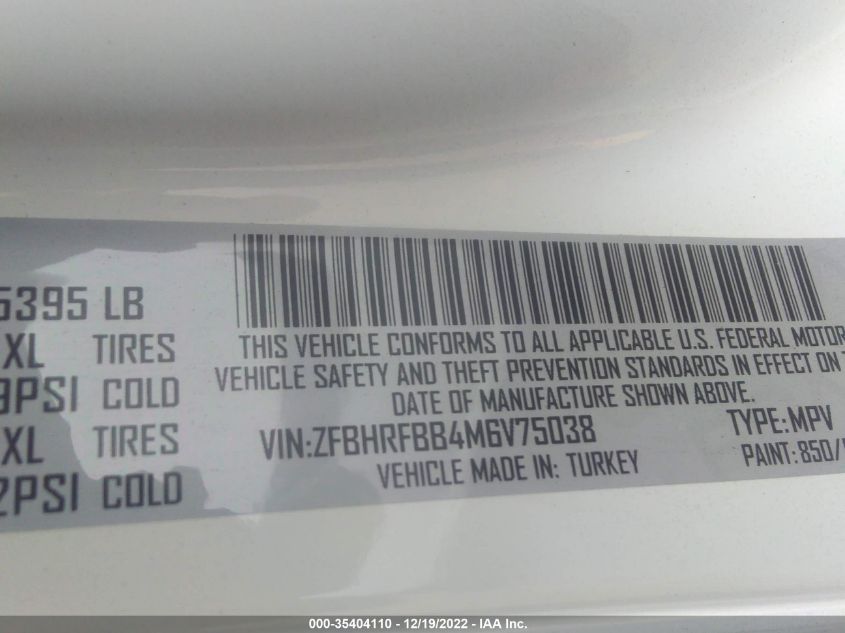 5395 LB
XL TIRES
9PSI COLD
XL TIRES
2PSI COLD
THIS VEHICLE CONFORMS TO ALL APPLICABLE U.S. FEDERAL MOTOR
VEHICLE SAFETY AND THEFT PREVENTION STANDARDS IN EFFECT ON
DATE OF MANUFACTURE SHOWN ABOVE.
VIN:ZFBHRFBB4M6V75038 TYPE:MPV
VEHICLE MADE IN: TURKEY PAINT: 850/
000-35404110 - 12/19/2022 - IAA Inc.